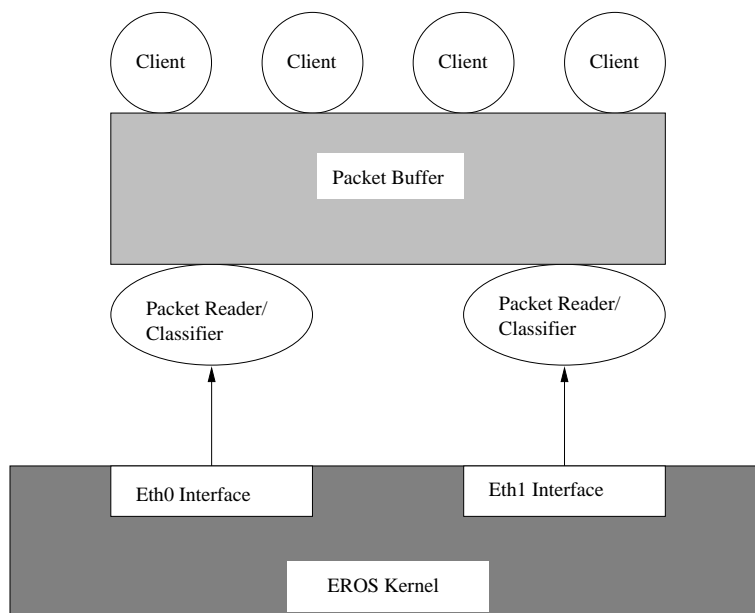 Client
Client
Client
Client
Packet Buffer
Packet Reader/
Classifier
Packet Reader/
Classifier
Eth0 Interface
Eth1 Interface
EROS Kernel